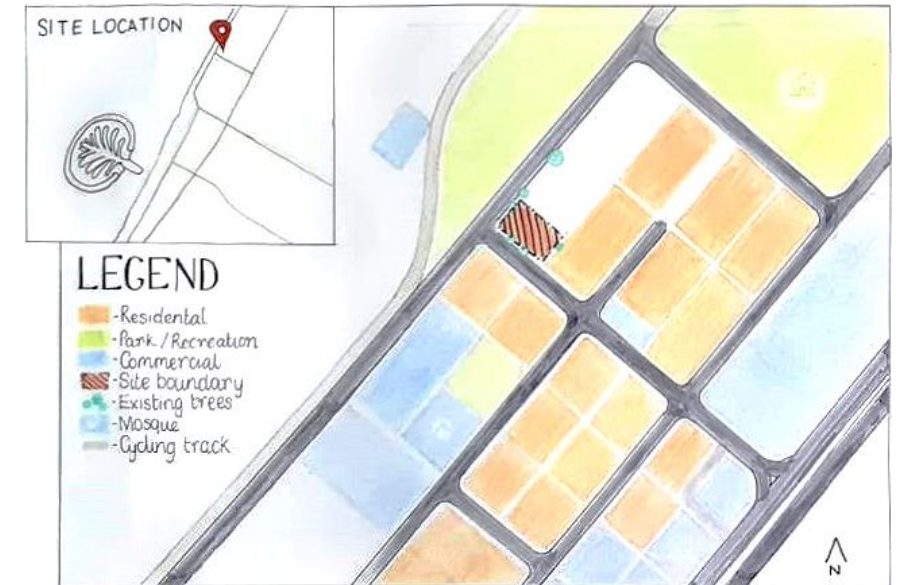 SITE LOCATION
LEGEND
-Residental
-Park/Recreation
-Commercial
-Site boundary
-Existing trees
-Mosque
-Cycling track
N